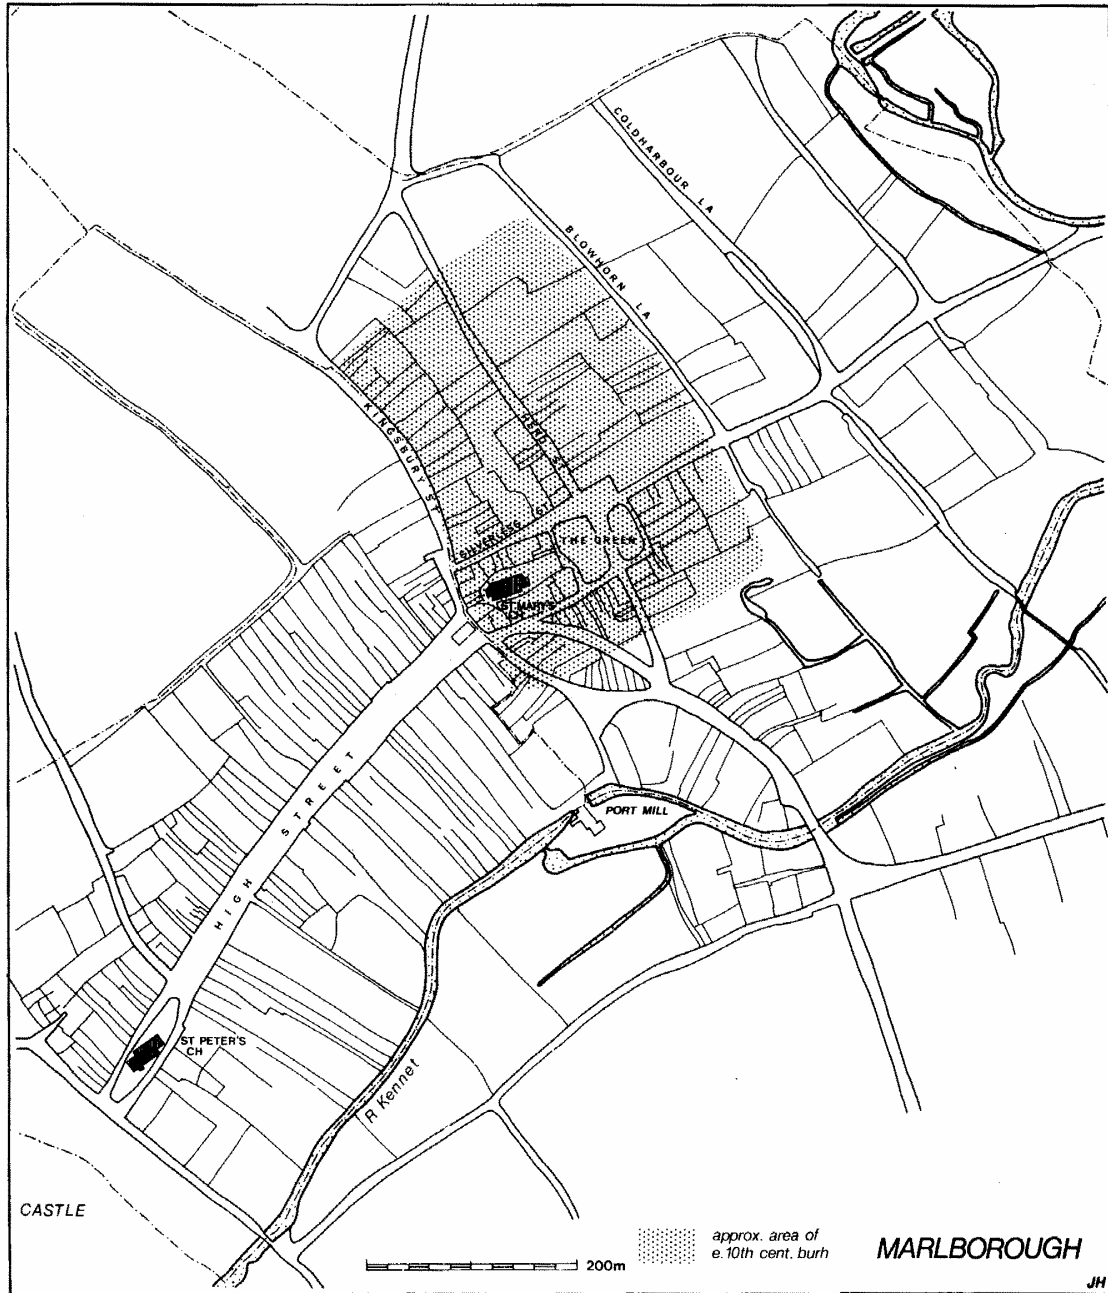 COLDHARBOUR LA
BLOWHORN LA
KINGSBURY ST
HERD ST
SILVERLESS ST
THE GREEN
ST MARY'S
CH
HIGH STREET
PORT MILL
ST PETER'S
CH
R Kennet
CASTLE
200m
approx. area of
e.10th cent. burh
MARLBOROUGH
JH